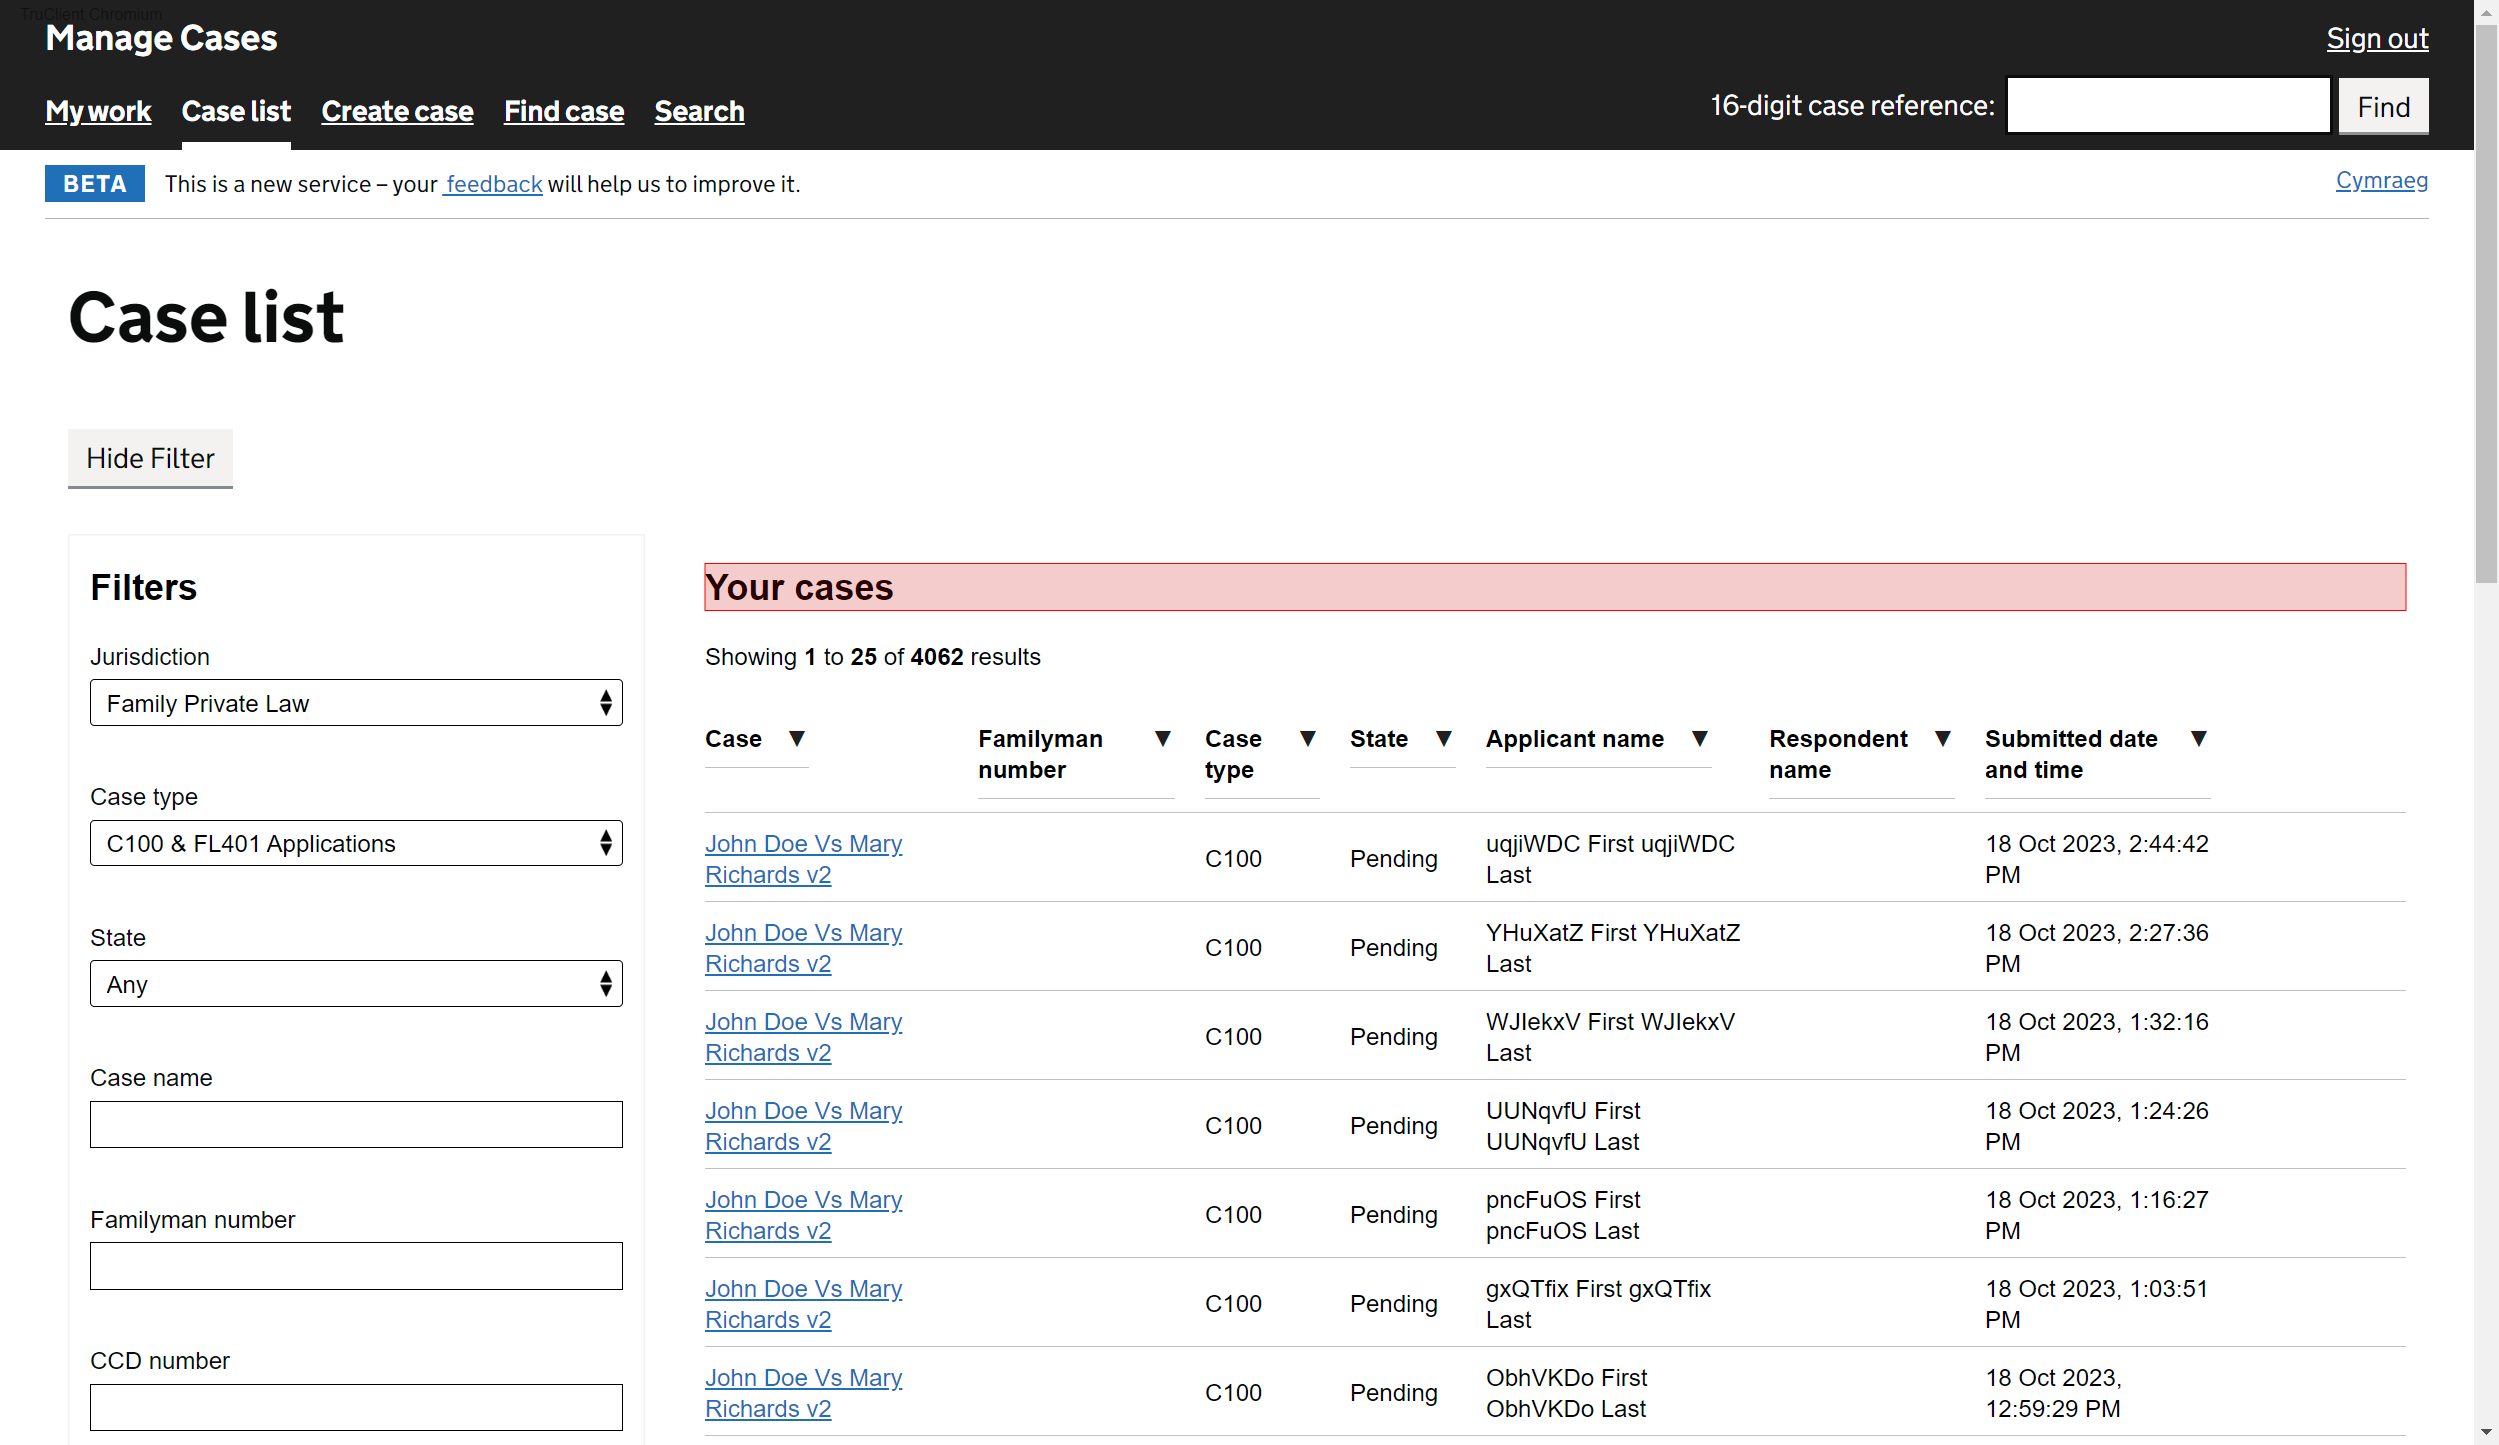 TruClient Chromium
Manage Cases
Sign out
My work Case list Create case Find case Search
16-digit case reference:
Find
BETA This is a new service – your feedback will help us to improve it.
Cymraeg
Case list
Hide Filter
Filters
Jurisdiction
Family Private Law
Case type
C100 & FL401 Applications
State
Any
Case name
Familyman number
CCD number
Your cases
Showing 1 to 25 of 4062 results
Case ▼ Familyman ▼ Case ▼ State ▼ Applicant name ▼ Respondent ▼ Submitted date ▼
number type name and time
John Doe Vs Mary uqjiWDC First uqjiWDC 18 Oct 2023, 2:44:42
C100 Pending
Richards v2 Last PM
John Doe Vs Mary YHuXatZ First YHuXatZ 18 Oct 2023, 2:27:36
C100 Pending
Richards v2 Last PM
John Doe Vs Mary WJIekxV First WJIekxV 18 Oct 2023, 1:32:16
C100 Pending
Richards v2 Last PM
John Doe Vs Mary UUNqvfU First 18 Oct 2023, 1:24:26
C100 Pending
Richards v2 UUNqvfU Last PM
John Doe Vs Mary pncFuOS First 18 Oct 2023, 1:16:27
C100 Pending
Richards v2 pncFuOS Last PM
John Doe Vs Mary gxQTfix First gxQTfix 18 Oct 2023, 1:03:51
C100 Pending
Richards v2 Last PM
John Doe Vs Mary ObhVKDo First 18 Oct 2023,
C100 Pending
Richards v2 ObhVKDo Last 12:59:29 PM